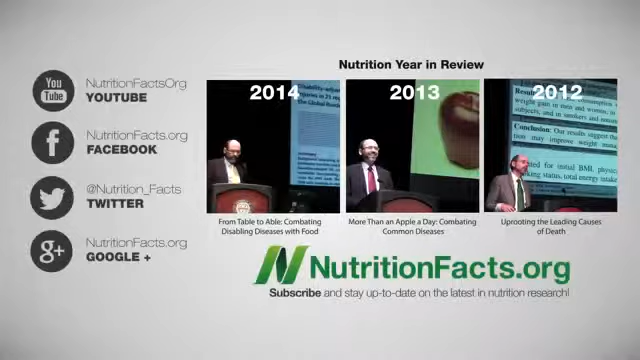 You
Tube
NutritionFactsOrg
YOUTUBE
NutritionFacts.org
FACEBOOK
@Nutrition_Facts
TWITTER
g+
NutritionFacts.org
GOOGLE +
Nutrition Year in Review
2014
2013
2012
From Table to Able: Combating
Disabling Diseases with Food
More Than an Apple a Day: Combating
Common Diseases
Uprooting the Leading Causes
of Death
NutritionFacts.org
Subscribe and stay up-to-date on the latest in nutrition research!